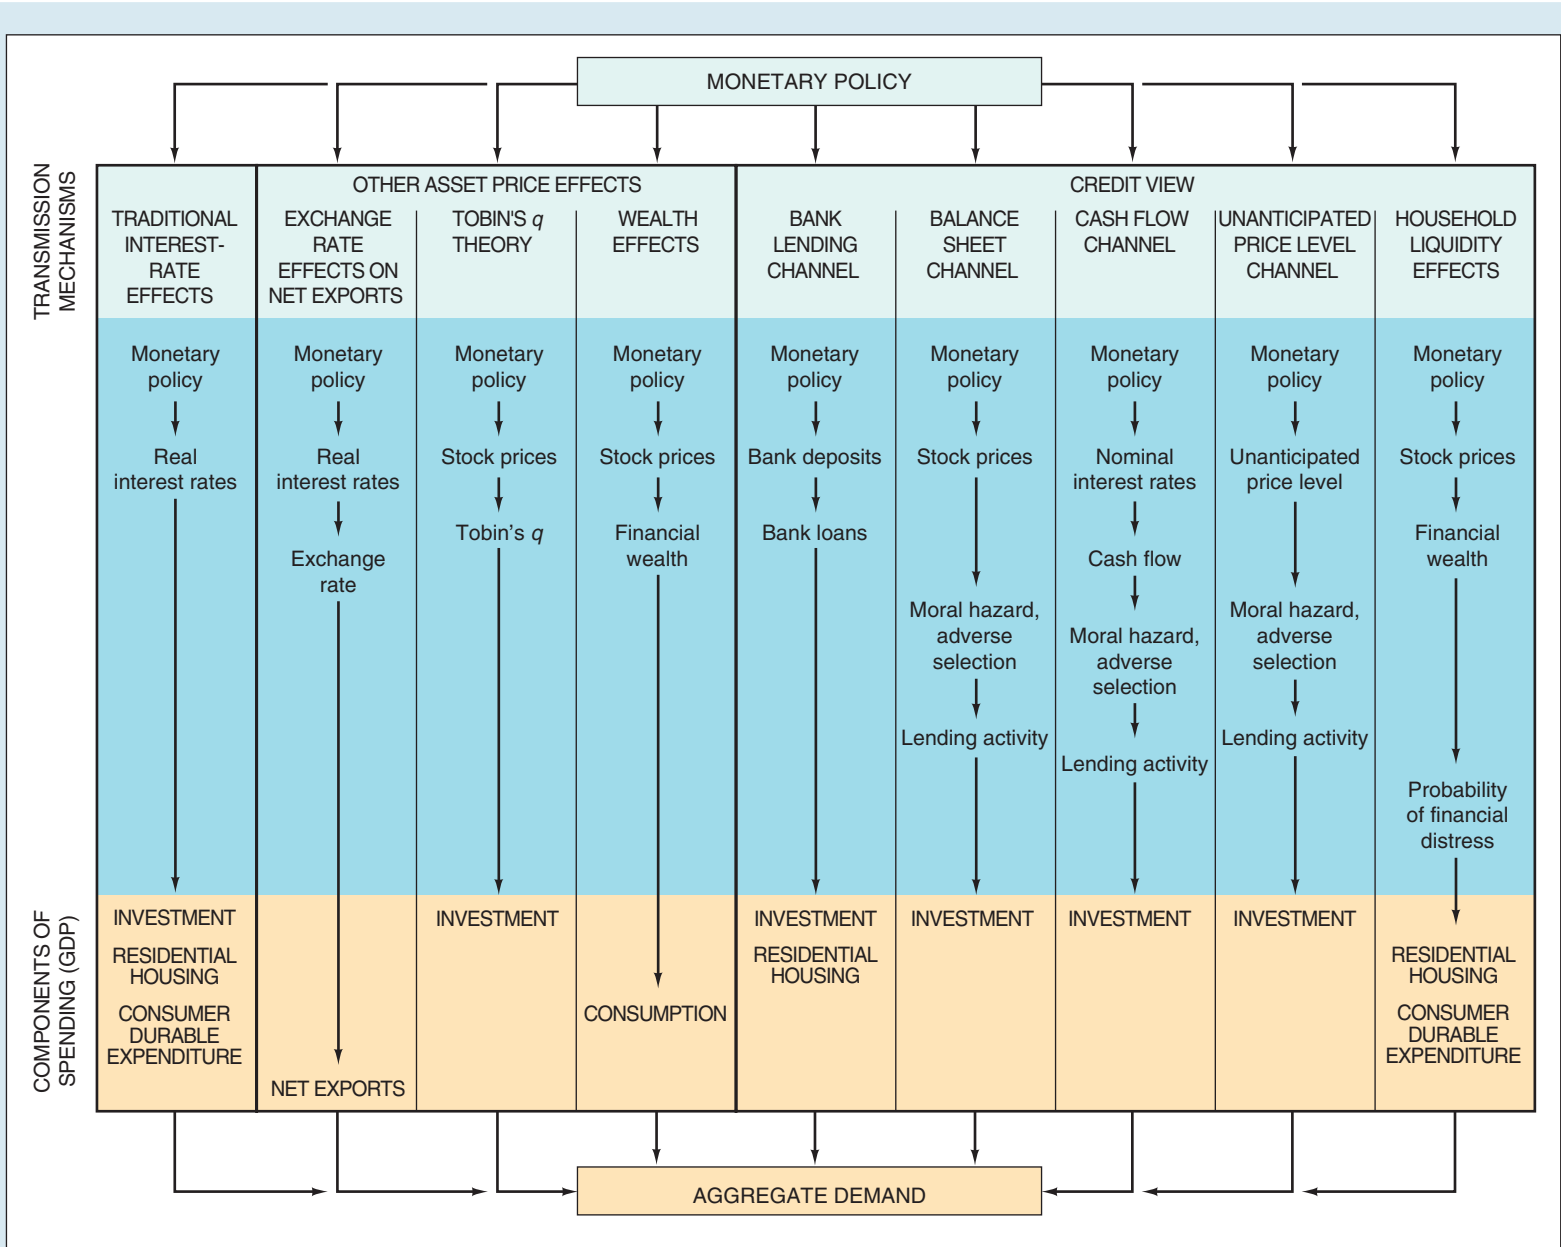 MONETARY POLICY
TRANSMISSION
MECHANISMS
OTHER ASSET PRICE EFFECTS
CREDIT VIEW
TRADITIONAL
INTEREST-
RATE
EFFECTS
EXCHANGE
RATE
EFFECTS ON
NET EXPORTS
TOBIN'S q
THEORY
WEALTH
EFFECTS
BANK
LENDING
CHANNEL
BALANCE
SHEET
CHANNEL
CASH FLOW
CHANNEL
UNANTICIPATED
PRICE LEVEL
CHANNEL
HOUSEHOLD
LIQUIDITY
EFFECTS
Monetary
policy
Real
interest rates
Monetary
policy
Real
interest rates
Exchange
rate
Monetary
policy
Stock prices
Tobin's q
Monetary
policy
Stock prices
Financial
wealth
Monetary
policy
Bank deposits
Bank loans
Monetary
policy
Stock prices
Moral hazard,
adverse
selection
Lending activity
Monetary
policy
Nominal
interest rates
Cash flow
Moral hazard,
adverse
selection
Lending activity
Monetary
policy
Unanticipated
price level
Moral hazard,
adverse
selection
Lending activity
Monetary
policy
Stock prices
Financial
wealth
Probability
of financial
distress
COMPONENTS OF
SPENDING (GDP)
INVESTMENT
RESIDENTIAL
HOUSING
CONSUMER
DURABLE
EXPENDITURE
NET EXPORTS
INVESTMENT
CONSUMPTION
INVESTMENT
RESIDENTIAL
HOUSING
INVESTMENT
INVESTMENT
INVESTMENT
RESIDENTIAL
HOUSING
CONSUMER
DURABLE
EXPENDITURE
AGGREGATE DEMAND